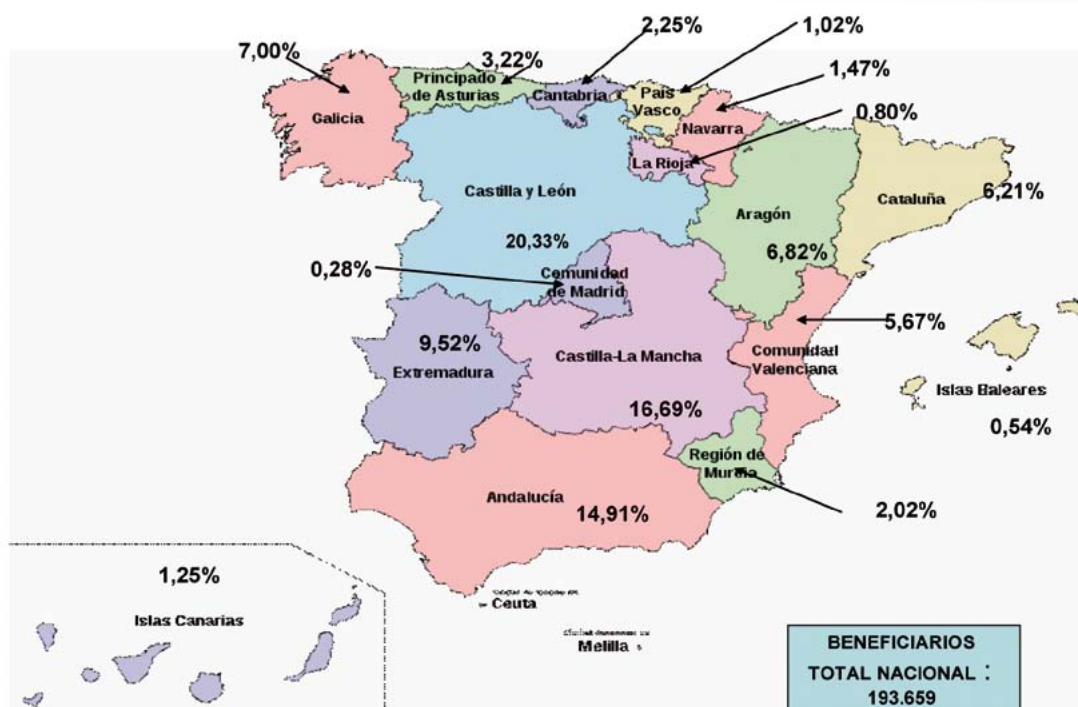 2,25%
1,02%
7,00%
3,22%
1,47%
Principado
de Asturias
Cantabria
País
Vasco
Galicia
Navarra
0,80%
La Rioja
Castilla y León
Cataluña
6,21%
Aragón
20,33%
6,82%
0,28%
Comunidad
de Madrid
5,67%
9,52%
Extremadura
Castilla-La Mancha
Comunidad
Valenciana
Islas Baleares
16,69%
0,54%
Región de
Murcia
Andalucía
14,91%
2,02%
1,25%
Islas Canarias
Ceuta
Melilla
BENEFICIARIOS
TOTAL NACIONAL :
193.659